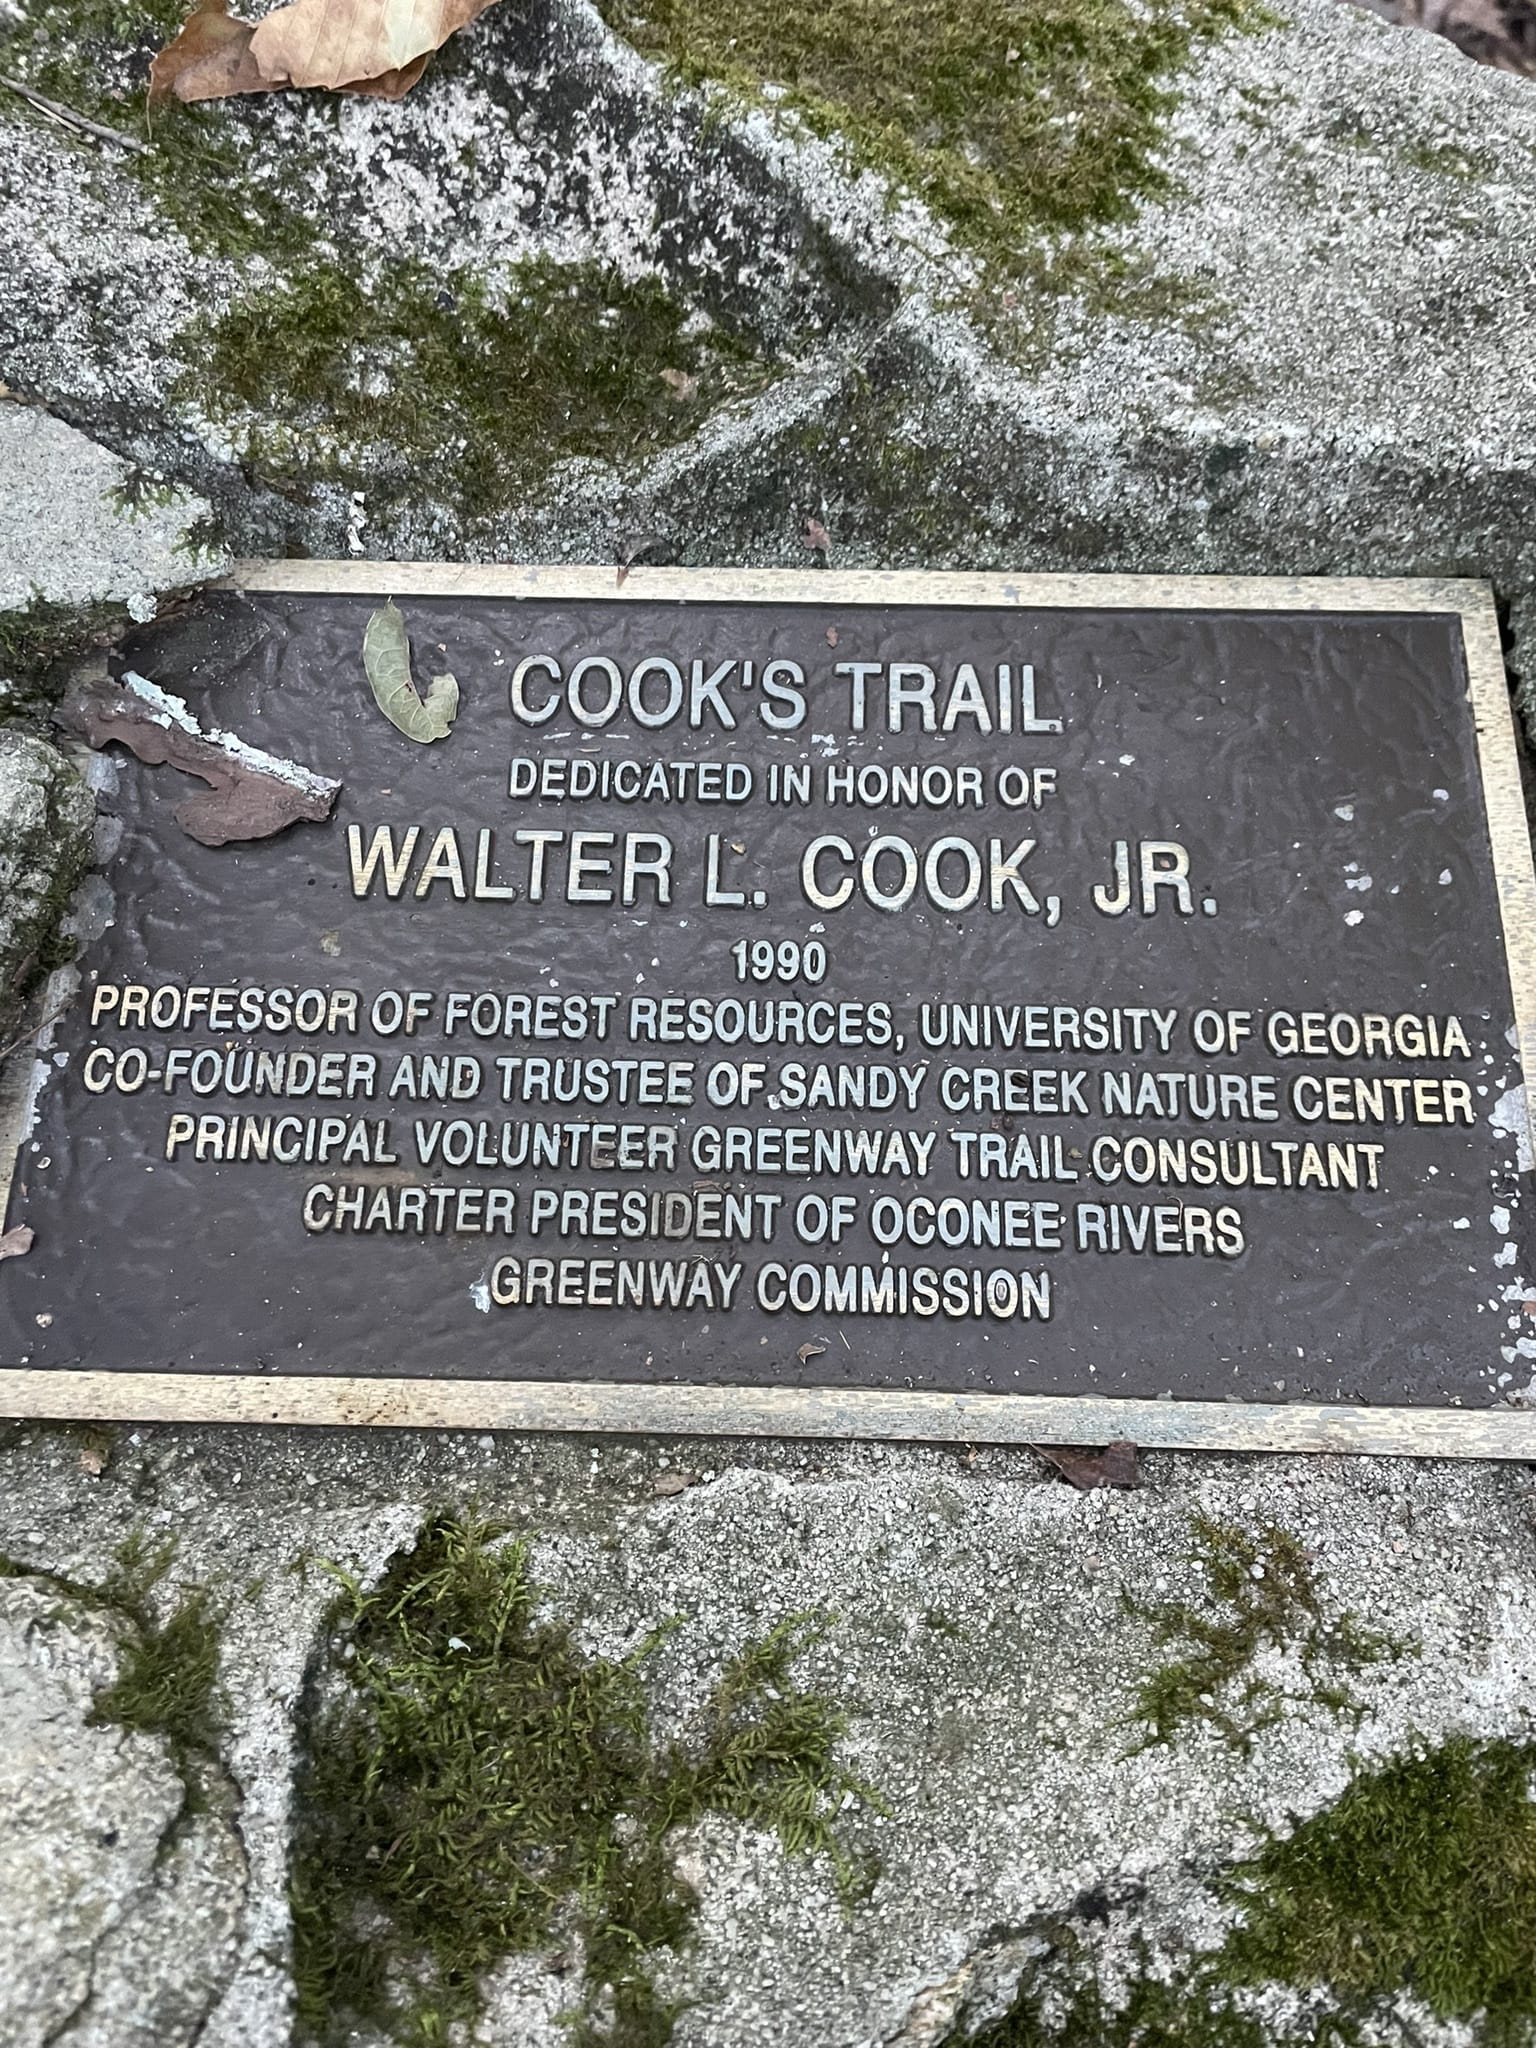 COOK'S TRAIL
DEDICATED IN HONOR OF
WALTER L. COOK, JR.
1990
PROFESSOR OF FOREST RESOURCES, UNIVERSITY OF GEORGIA
CO-FOUNDER AND TRUSTEE OF SANDY CREEK NATURE CENTER
PRINCIPAL VOLUNTEER GREENWAY TRAIL CONSULTANT
CHARTER PRESIDENT OF OCONEE RIVERS
GREENWAY COMMISSION